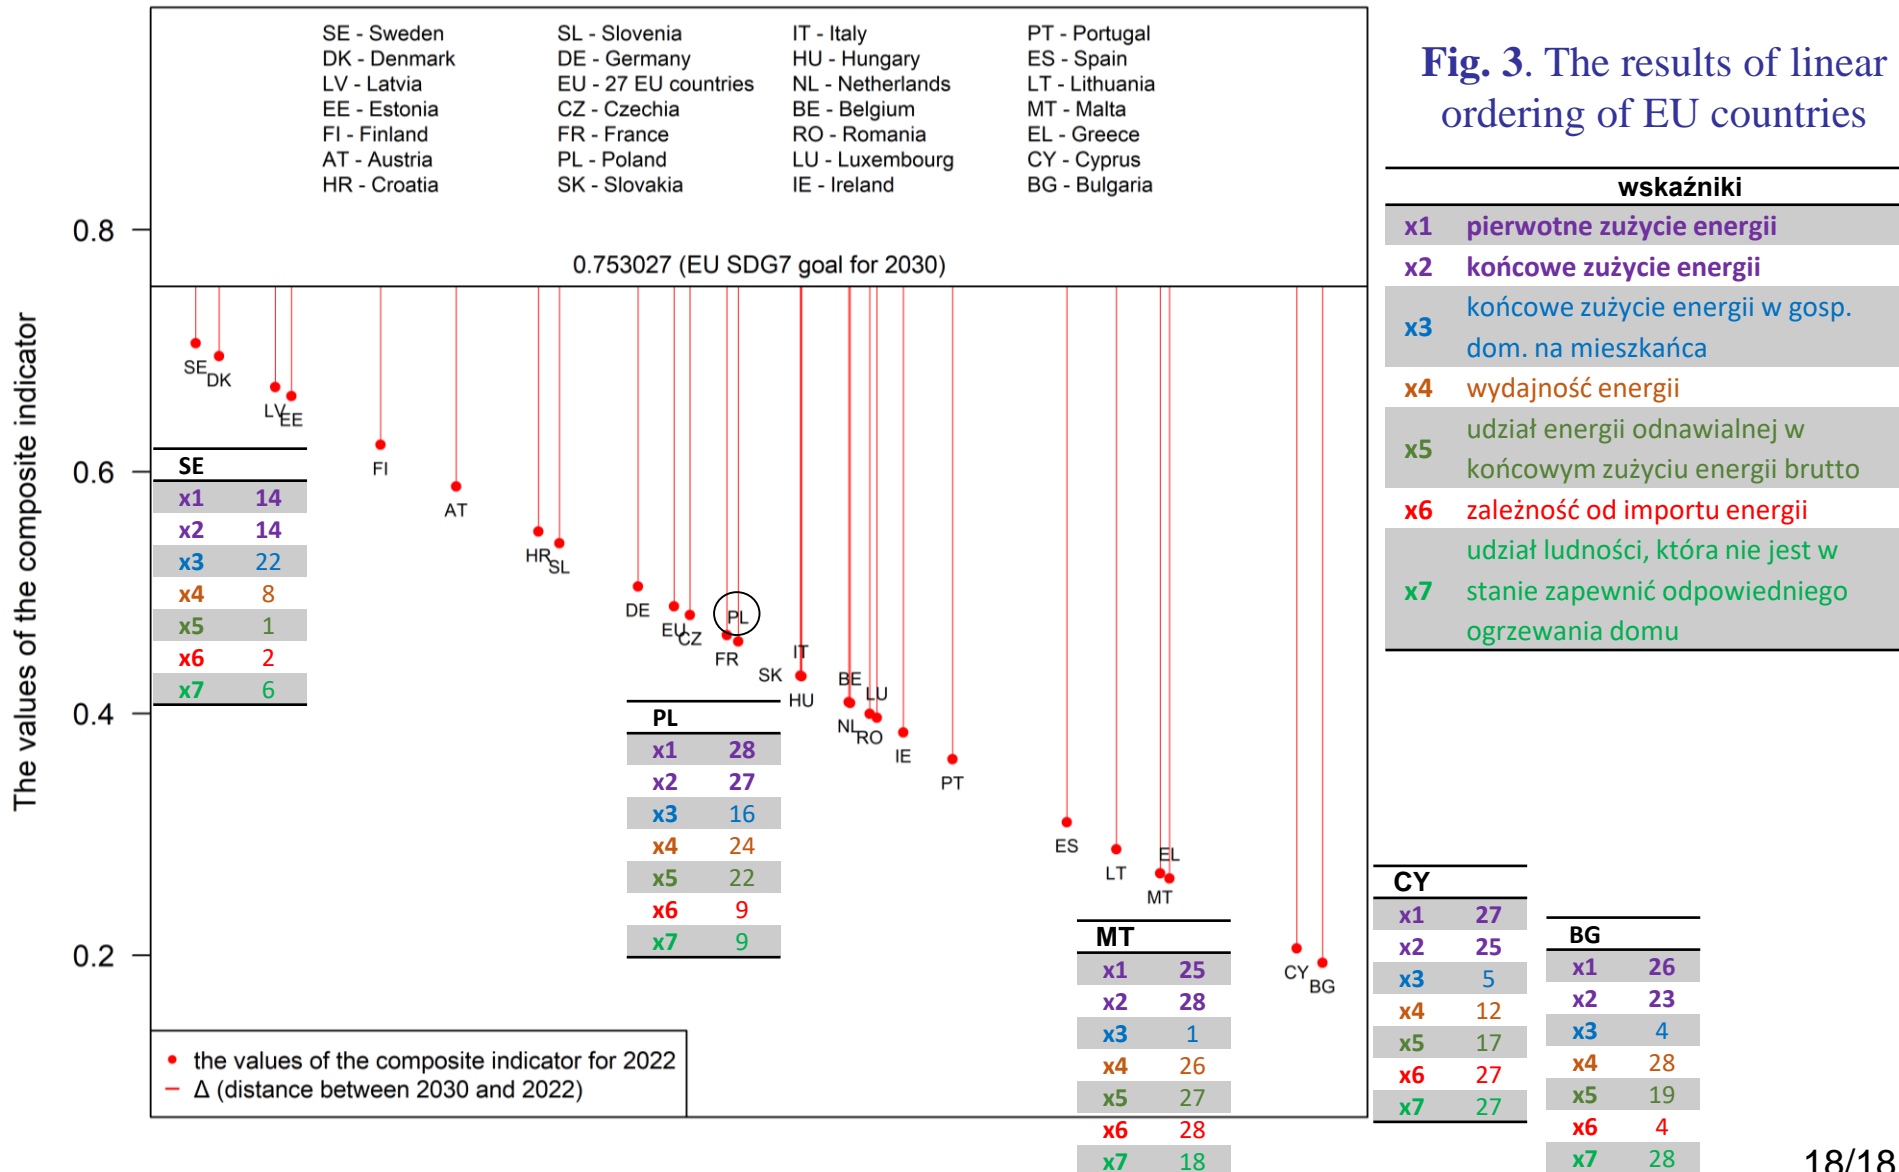 SE - Sweden
DK - Denmark
LV - Latvia
EE - Estonia
FI - Finland
AT - Austria
HR - Croatia
SL - Slovenia
DE - Germany
EU - 27 EU countries
CZ - Czechia
FR - France
PL - Poland
SK - Slovakia
IT - Italy
HU - Hungary
NL - Netherlands
BE - Belgium
RO - Romania
LU - Luxembourg
IE - Ireland
PT - Portugal
ES - Spain
LT - Lithuania
MT - Malta
EL - Greece
CY - Cyprus
BG - Bulgaria
Fig. 3. The results of linear
ordering of EU countries
wskaźniki
x1 pierwotne zużycie energii
x2 końcowe zużycie energii
x3 końcowe zużycie energii w gosp.
dom. na mieszkańca
x4 wydajność energii
x5 udział energii odnawialnej w
końcowym zużyciu energii brutto
x6 zależność od importu energii
x7 udział ludności, która nie jest w
stanie zapewnić odpowiedniego
ogrzewania domu
The values of the composite indicator
0.8
0.6
0.4
0.2
0.753027 (EU SDG7 goal for 2030)
SE
DK
LV
EE
FI
AT
HR
SL
DE
EU
CZ
FR
PL
SK
IT
HU
BE
NL
LU
RO
IE
PT
ES
LT
EL
MT
CY
BG
SE
x1 14
x2 14
x3 22
x4 8
x5 1
x6 2
x7 6
PL
x1 28
x2 27
x3 16
x4 24
x5 22
x6 9
x7 9
MT
x1 25
x2 28
x3 1
x4 26
x5 27
x6 28
x7 18
CY
x1 27
x2 25
x3 5
x4 12
x5 17
x6 27
x7 27
BG
x1 26
x2 23
x3 4
x4 28
x5 19
x6 4
x7 28
the values of the composite indicator for 2022
Δ (distance between 2030 and 2022)
18/18